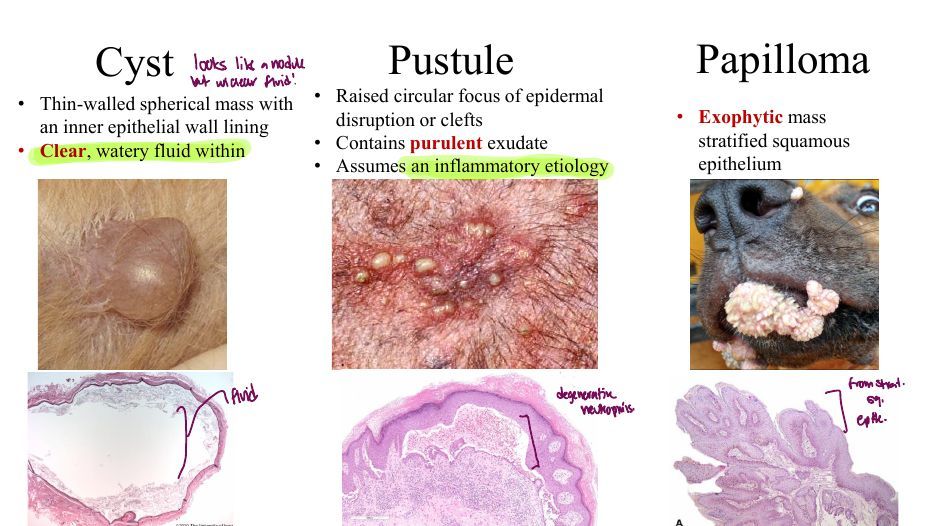 Cyst
looks like a nodule
but w clear fluid!
• Thin-walled spherical mass with
an inner epithelial wall lining
• Clear, watery fluid within
fluid
Pustule
• Raised circular focus of epidermal
disruption or clefts
• Contains purulent exudate
• Assumes an inflammatory etiology
degenerative
neutrophils
Papilloma
• Exophytic mass
stratified squamous
epithelium
from strat.
sq.
epithe.
A